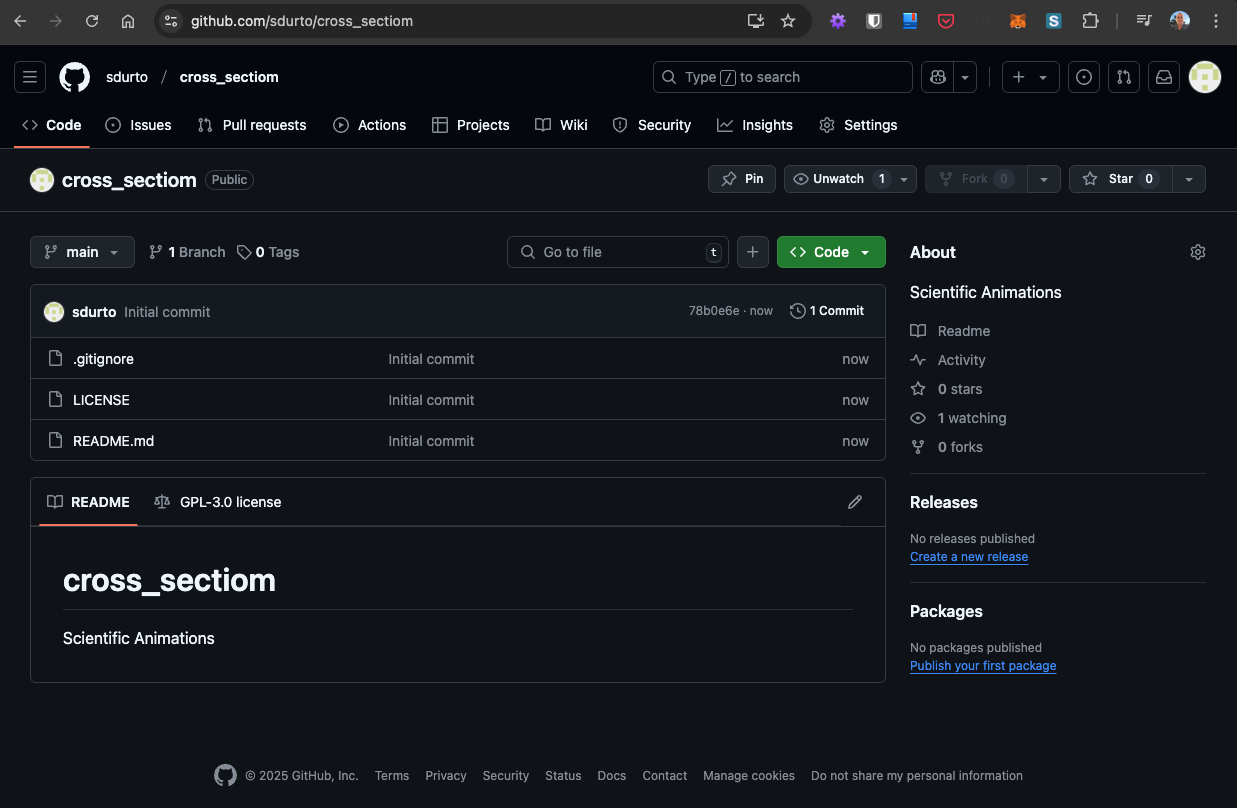 github.com/sdurto/cross_sectiom
S
sdurto / cross_sectiom
Type / to search
Code Issues Pull requests Actions Projects Wiki Security Insights Settings
cross_sectiom Public
Pin Unwatch 1 Fork 0 Star 0
main 1 Branch 0 Tags Go to file t Code
sdurto Initial commit 78b0e6e · now 1 Commit
.gitignore Initial commit now
LICENSE Initial commit now
README.md Initial commit now
README GPL-3.0 license
cross_sectiom
Scientific Animations
About
Scientific Animations
Readme
Activity
0 stars
1 watching
0 forks
Releases
No releases published
Create a new release
Packages
No packages published
Publish your first package
© 2025 GitHub, Inc. Terms Privacy Security Status Docs Contact Manage cookies Do not share my personal information